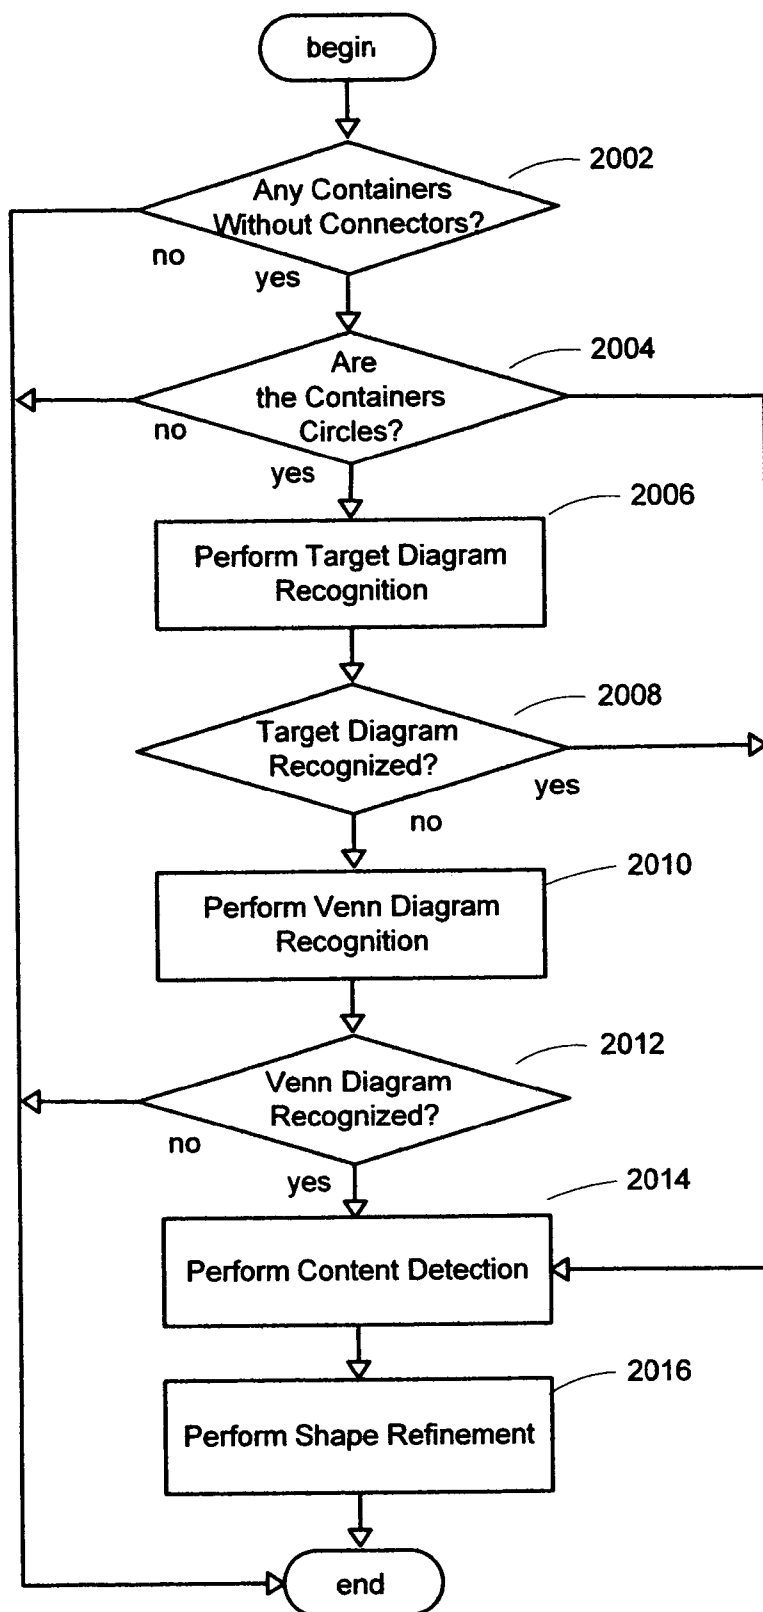 begin
2002
Any Containers
Without Connectors?
no
yes
2004
Are
the Containers
Circles?
no
yes
2006
Perform Target Diagram
Recognition
2008
Target Diagram
Recognized?
yes
no
2010
Perform Venn Diagram
Recognition
2012
Venn Diagram
Recognized?
no
yes
2014
Perform Content Detection
2016
Perform Shape Refinement
end